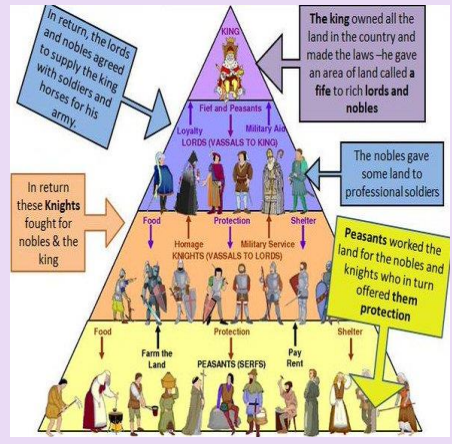 In return, the lords
and nobles agreed
to supply the king
with soldiers and
horses for his
army.
KING
The king owned all the
land in the country and
made the laws –he gave
an area of land called a
fife to rich lords and
nobles
Fief and Peasants
Loyalty
Military Aid
LORDS (VASSALS TO KING)
The nobles gave
some land to
professional soldiers
In return
these Knights
fought for
nobles & the
king
Food
Protection
Shelter
Homage
Military Service
KNIGHTS (VASSALS TO LORDS)
Peasants worked the
land for the nobles and
knights who in turn
offered them
protection
Food
Protection
Shelter
Farm the
Land
PEASANTS (SERFS)
Pay
Rent